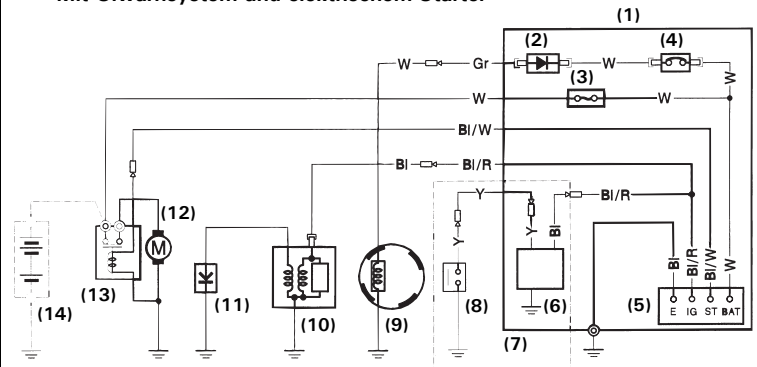 Mit Ölwarnsystem und elektrischem Starter
(1)
(2)
(4)
W
Gr
W
(3)
W
W
W
Bl/W
Bl
Bl/R
(12)
Y
Bl/R
Y
Y
Bl
M
Bl
Bl/R
Bl/W
W
(14)
(13)
(11)
(10)
(9)
(8)
(6)
(7)
(5)
E IG ST BAT